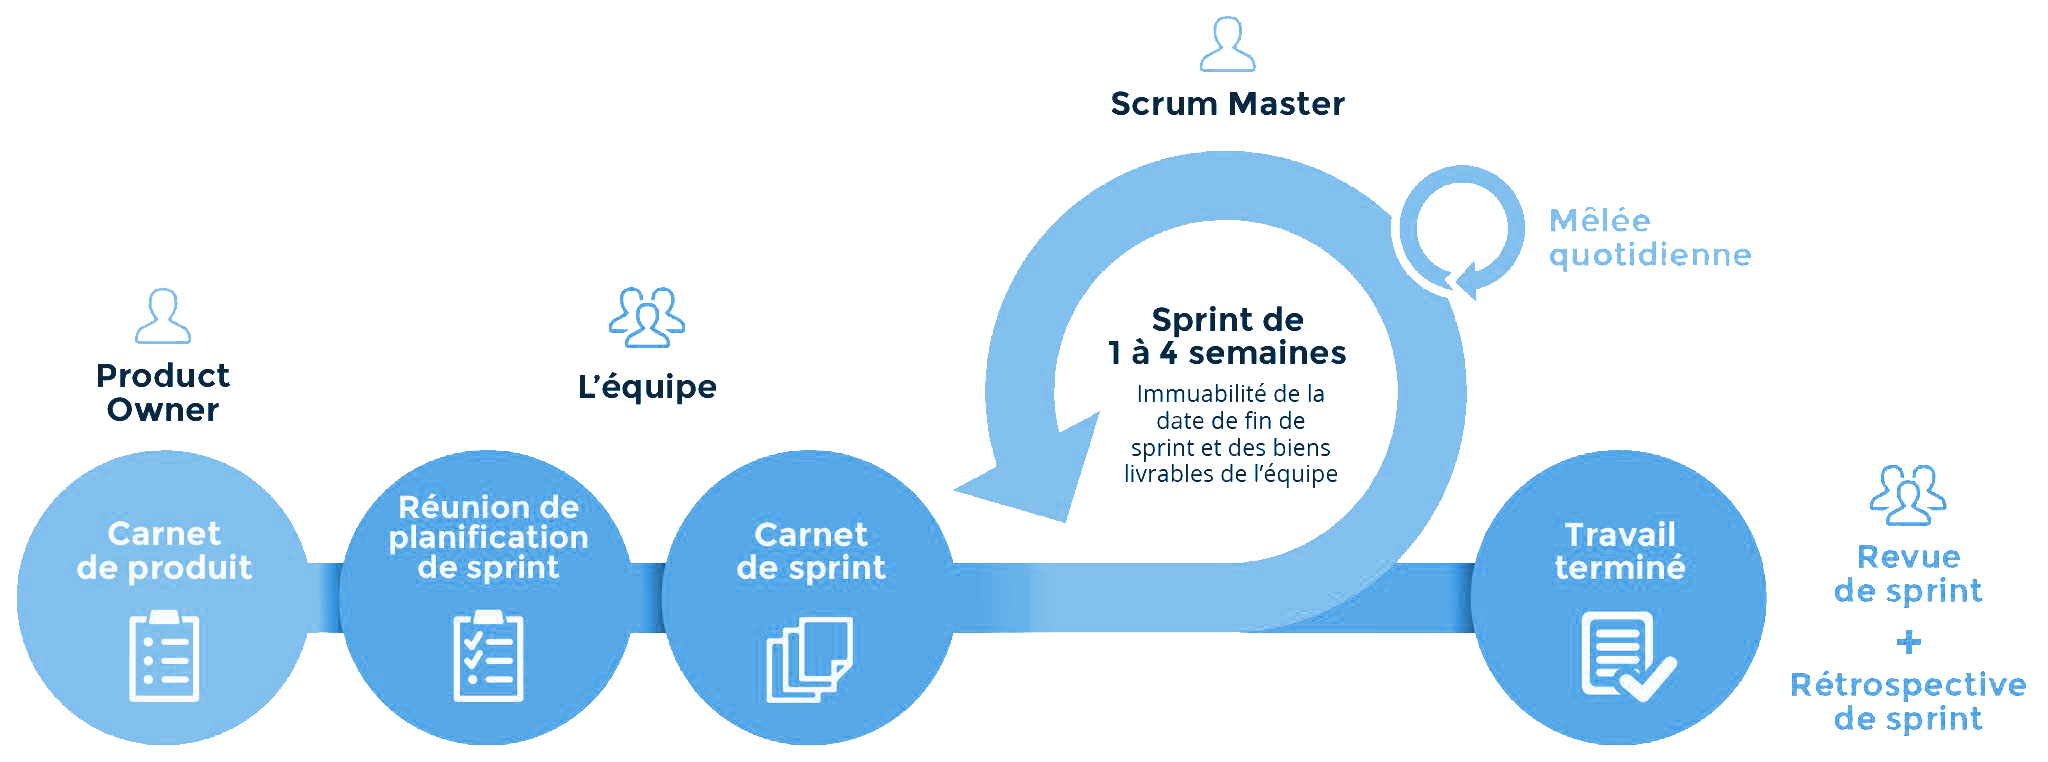 Scrum Master
Mêlée
quotidienne
Product
Owner
L'équipe
Sprint de
1 à 4 semaines
Immuabilité de la
date de fin de
sprint et des biens
livrables de l'équipe
Carnet
de produit
Réunion de
planification
de sprint
Carnet
de sprint
Travail
terminé
Revue
de sprint
+
Rétrospective
de sprint